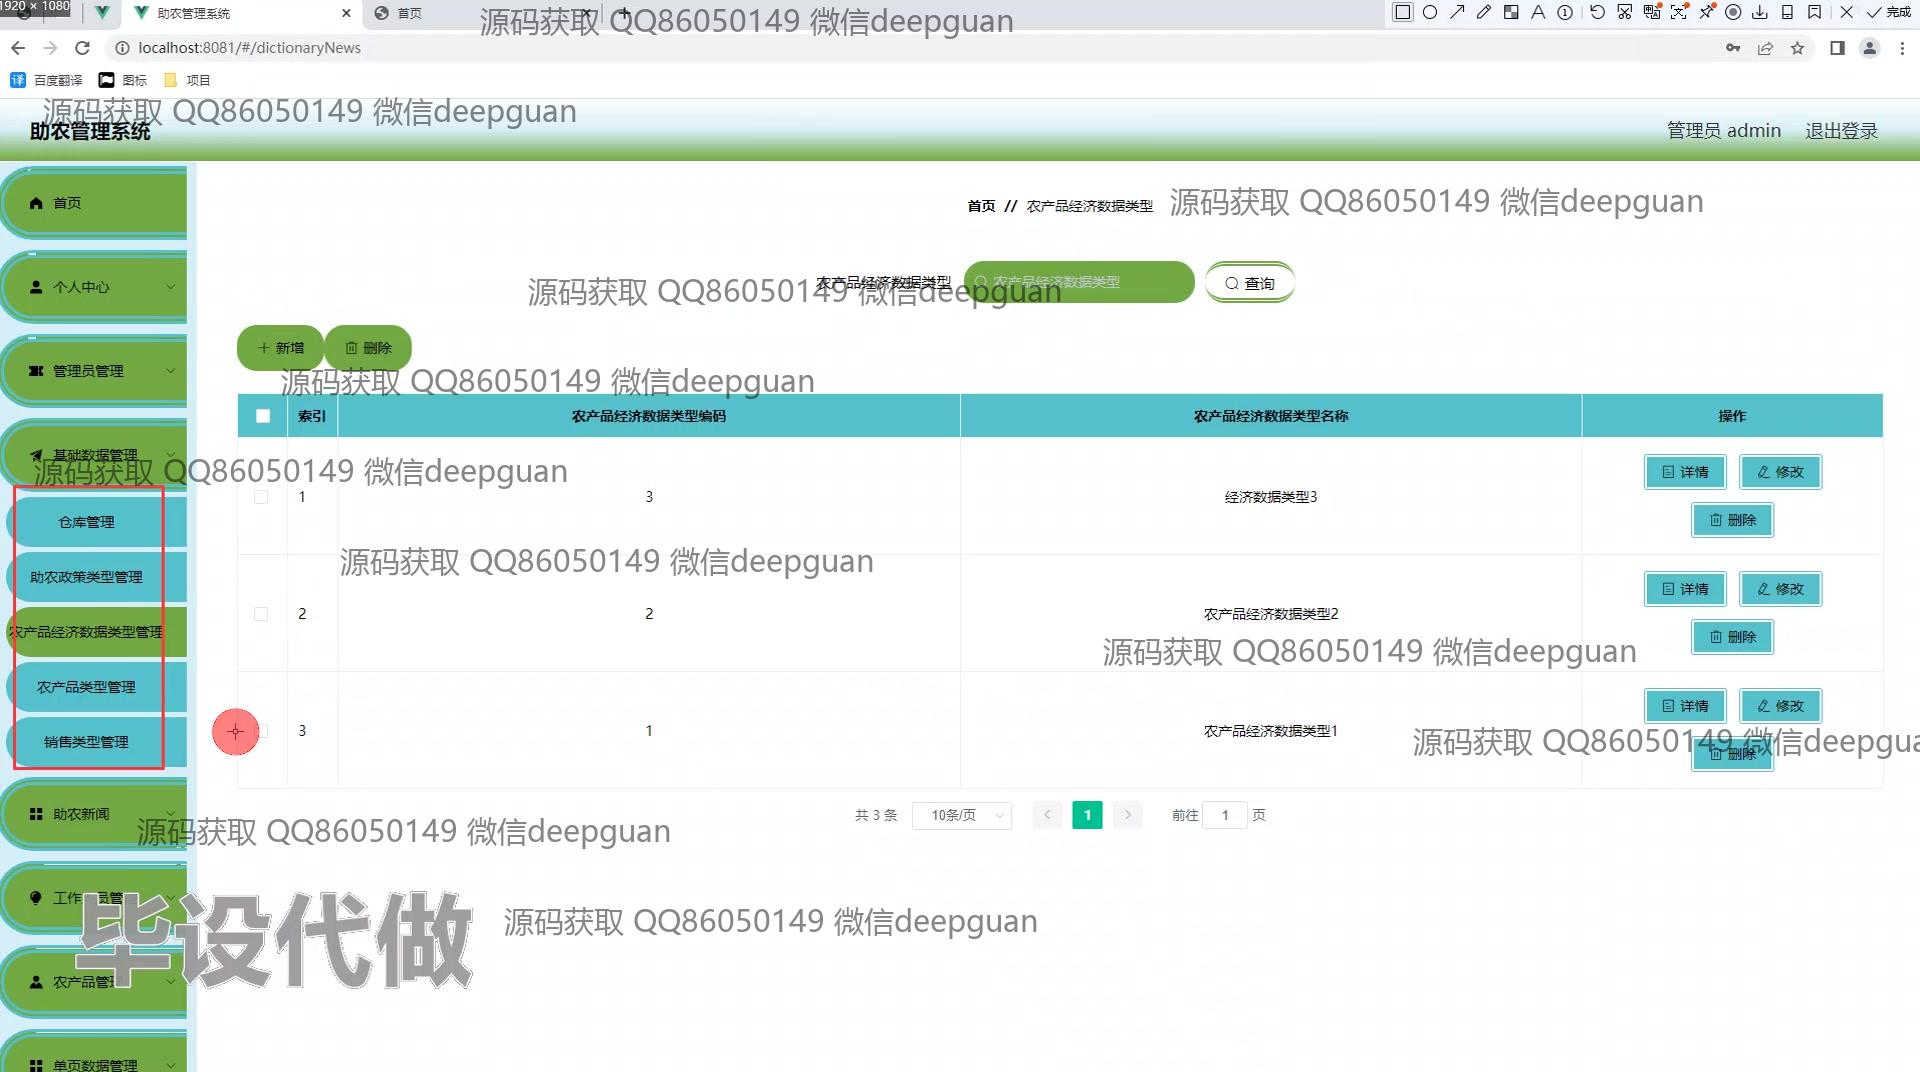 1920 × 1080
助农管理系统
首页
源码获取 QQ86050149 微信deepguan
完成
localhost:8081/#/dictionaryNews
百度翻译
图标
项目
源码获取 QQ86050149 微信deepguan
助农管理系统
管理员 admin
退出登录
首页
首页 // 农产品经济数据类型
源码获取 QQ86050149 微信deepguan
个人中心
农产品经济数据类型
农产品经济数据类型
查询
源码获取 QQ86050149 微信deepguan
新增
删除
管理员管理
源码获取 QQ86050149 微信deepguan
索引
农产品经济数据类型编码
农产品经济数据类型名称
操作
基础数据管理
源码获取 QQ86050149 微信deepguan
1
3
经济数据类型3
详情
修改
删除
仓库管理
助农政策类型管理
源码获取 QQ86050149 微信deepguan
2
2
农产品经济数据类型2
详情
修改
删除
农产品经济数据类型管理
源码获取 QQ86050149 微信deepguan
农产品类型管理
3
1
农产品经济数据类型1
详情
修改
删除
销售类型管理
源码获取 QQ86050149 微信deepgua
助农新闻
共 3 条
10条/页
1
前往
1
页
源码获取 QQ86050149 微信deepguan
工作
员管
毕设代做
源码获取 QQ86050149 微信deepguan
农产品管
单页数据管理